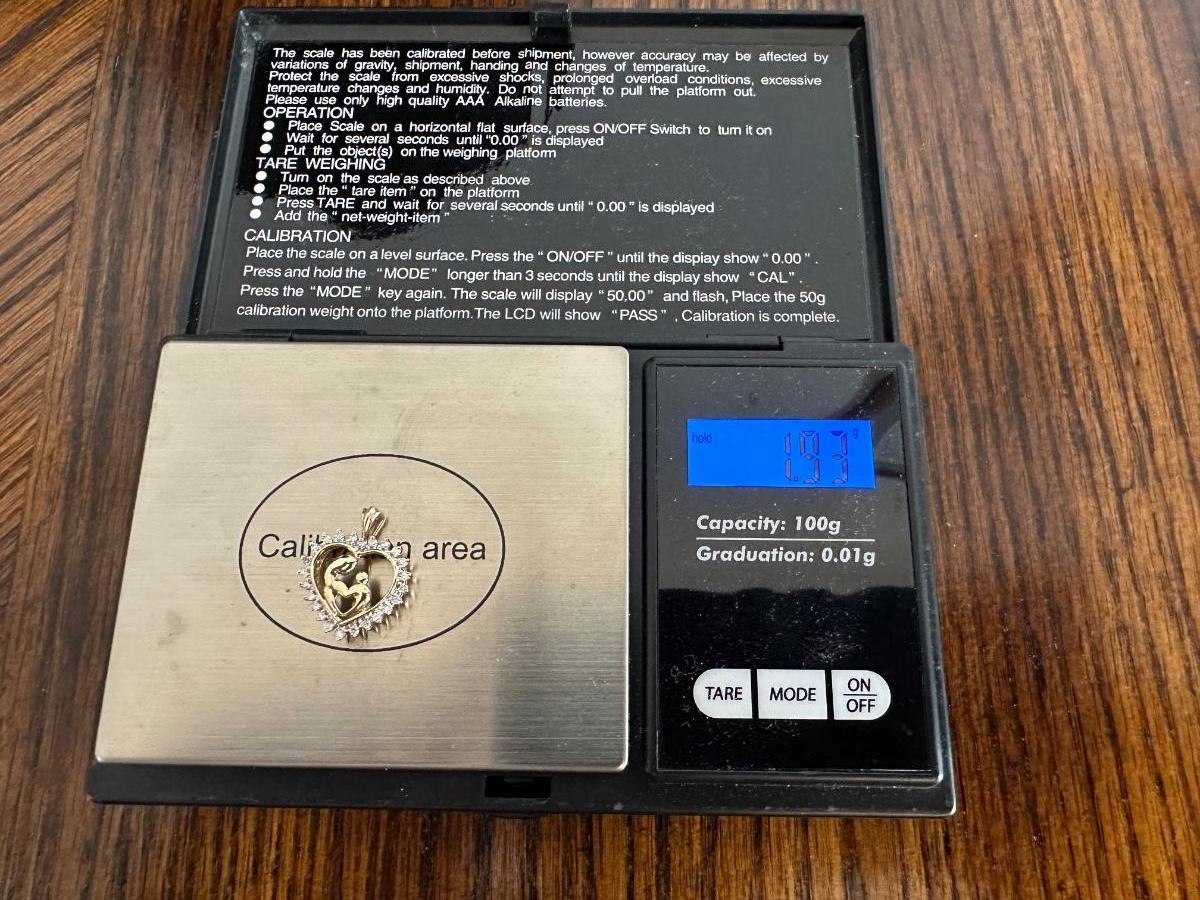 The scale has been calibrated before shipment, however accuracy may be affected by
variations of gravity, shipment, handing and changes of temperature.
Protect the scale from excessive shocks, prolonged overload conditions, excessive
temperature changes and humidity. Do not attempt to pull the platform out.
Please use only high quality AAA Alkaline batteries.
OPERATION
● Place Scale on a horizontal flat surface, press ON/OFF Switch to turn it on
● Wait for several seconds until “0.00” is displayed
● Put the object(s) on the weighing platform
TARE WEIGHING
● Turn on the scale as described above
● Place the “ tare item ” on the platform
● Press TARE and wait for several seconds until “ 0.00 ” is displayed
● Add the “ net-weight-item ”
CALIBRATION
Place the scale on a level surface. Press the “ ON/OFF ” until the dispiay show “ 0.00 ” .
Press and hold the “MODE” longer than 3 seconds until the display show “CAL” .
Press the “MODE ” key again. The scale will display “ 50.00” and flash, Place the 50g
calibration weight onto the platform.The LCD will show “PASS ” , Calibration is complete.
hold 1.93 g
Capacity: 100g
Graduation: 0.01g
area
TARE MODE ON
OFF